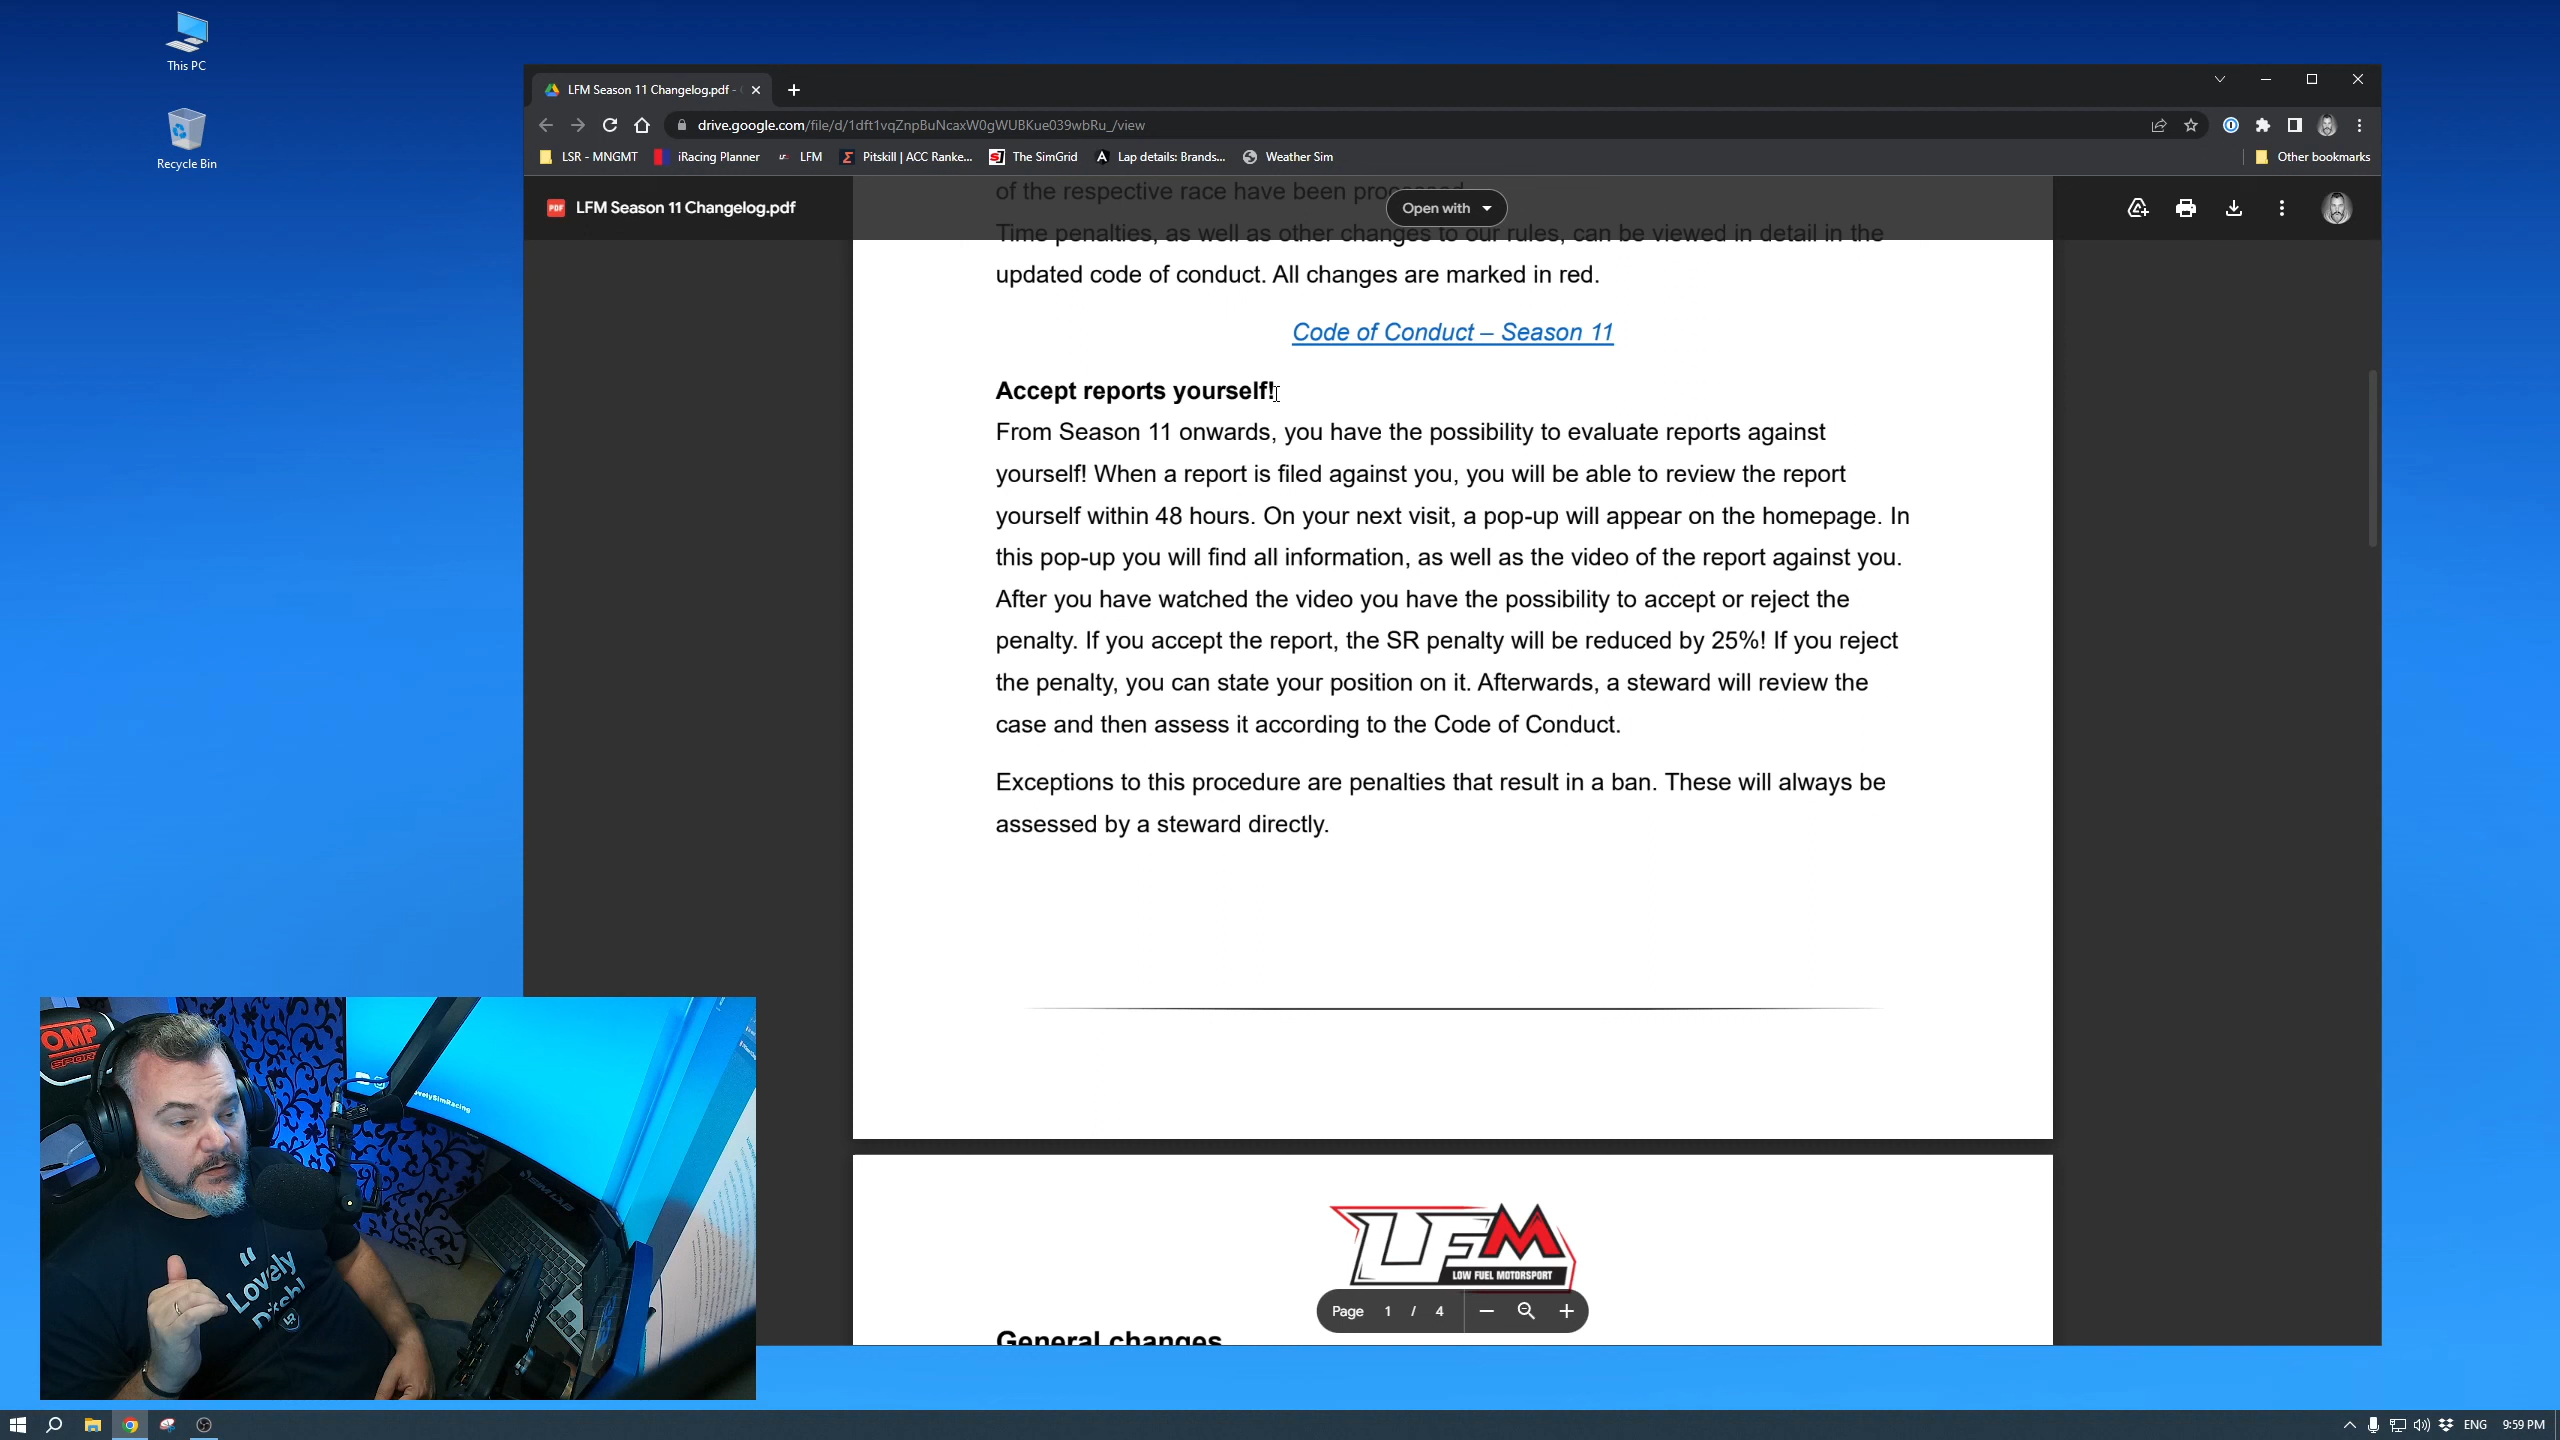 This PC
Recycle Bin
LFM Season 11 Changelog.pdf -
drive.google.com/file/d/1dft1vqZnpBuNcaxW0gWUBKue039wbRu_/view
LSR - MNGMT
iRacing Planner
LFM
Pitskill | ACC Ranke...
The SimGrid
Lap details: Brands...
Weather Sim
Other bookmarks
PDF LFM Season 11 Changelog.pdf
Open with
of the respective race have been processed
Time penalties, as well as other changes to our rules, can be viewed in detail in the
updated code of conduct. All changes are marked in red.
Code of Conduct – Season 11
Accept reports yourself!
From Season 11 onwards, you have the possibility to evaluate reports against
yourself! When a report is filed against you, you will be able to review the report
yourself within 48 hours. On your next visit, a pop-up will appear on the homepage. In
this pop-up you will find all information, as well as the video of the report against you.
After you have watched the video you have the possibility to accept or reject the
penalty. If you accept the report, the SR penalty will be reduced by 25%! If you reject
the penalty, you can state your position on it. Afterwards, a steward will review the
case and then assess it according to the Code of Conduct.
Exceptions to this procedure are penalties that result in a ban. These will always be
assessed by a steward directly.
LFM
LOW FUEL MOTORSPORT
Page 1 / 4
General changes
OMP
"Lovely
ENG
9:59 PM